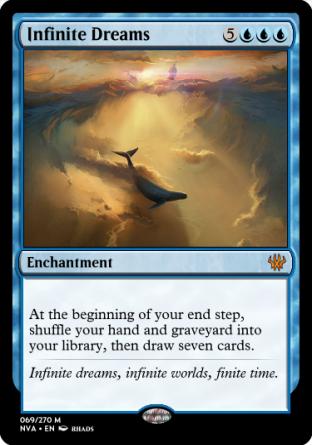 Infinite Dreams 5
Enchantment
At the beginning of your end step,
shuffle your hand and graveyard into
your library, then draw seven cards.
Infinite dreams, infinite worlds, finite time.
069/270 M
NVA • EN RHADS